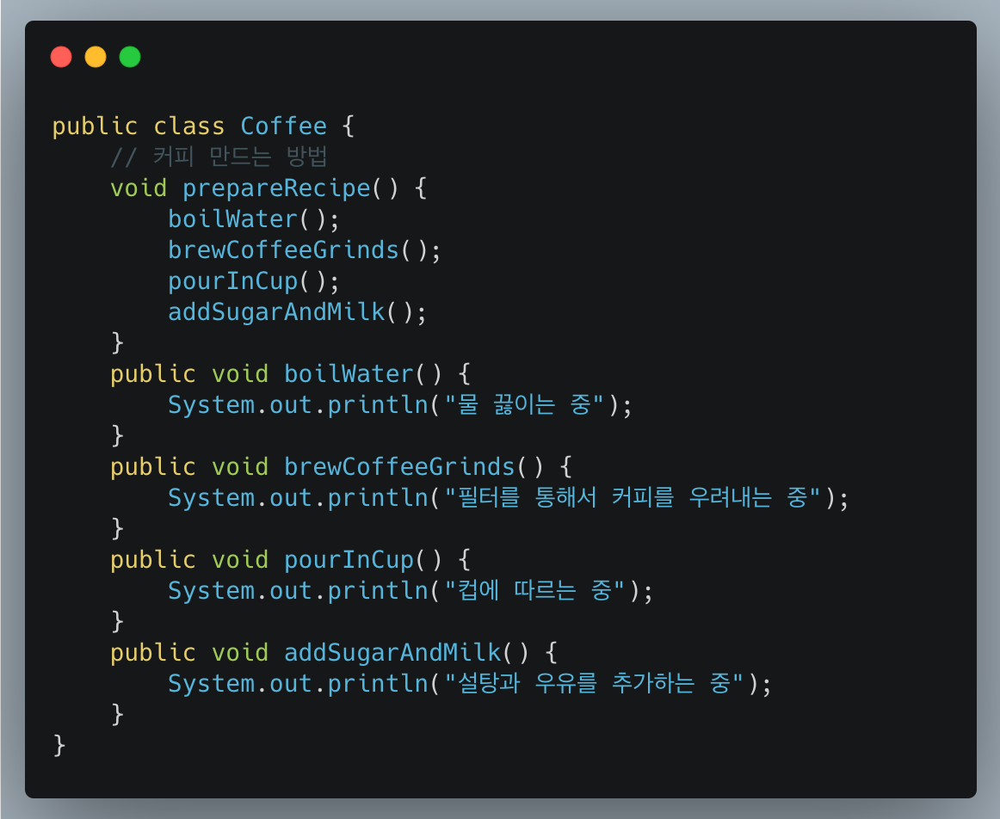 public class Coffee {
    // 커피 만드는 방법
    void prepareRecipe() {
        boilWater();
        brewCoffeeGrinds();
        pourInCup();
        addSugarAndMilk();
    }
    public void boilWater() {
        System.out.println("물 끓이는 중");
    }
    public void brewCoffeeGrinds() {
        System.out.println("필터를 통해서 커피를 우려내는 중");
    }
    public void pourInCup() {
        System.out.println("컵에 따르는 중");
    }
    public void addSugarAndMilk() {
        System.out.println("설탕과 우유를 추가하는 중");
    }
}